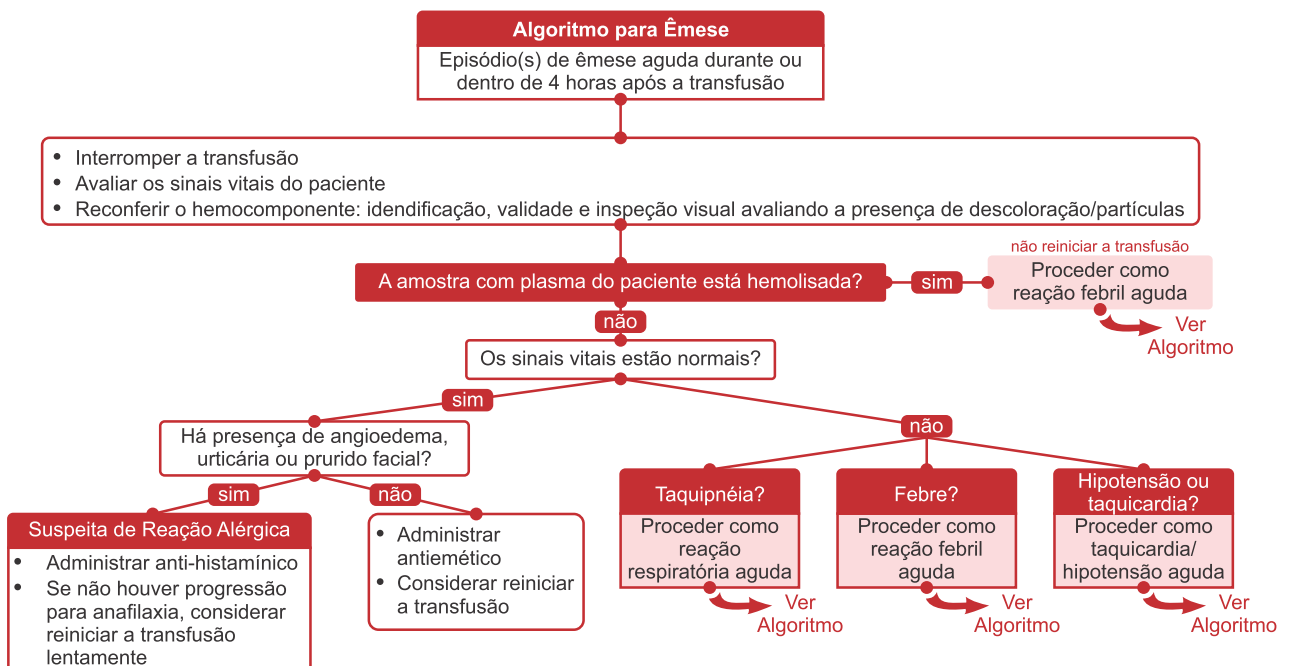 Algoritmo para Êmese
Episódio(s) de êmese aguda durante ou
dentro de 4 horas após a transfusão
• Interromper a transfusão
• Avaliar os sinais vitais do paciente
• Reconferir o hemocomponente: idendificação, validade e inspeção visual avaliando a presença de descoloração/partículas
A amostra com plasma do paciente está hemolisada?
sim
não reiniciar a transfusão
Proceder como
reação febril aguda
Ver
Algoritmo
não
Os sinais vitais estão normais?
sim
Há presença de angioedema,
urticária ou prurido facial?
sim
Suspeita de Reação Alérgica
• Administrar anti-histamínico
• Se não houver progressão
para anafilaxia, considerar
reiniciar a transfusão
lentamente
não
• Administrar
antiemético
• Considerar reiniciar
a transfusão
não
Taquipnéia?
Proceder como
reação
respiratória aguda
Ver
Algoritmo
Febre?
Proceder como
reação febril
aguda
Ver
Algoritmo
Hipotensão ou
taquicardia?
Proceder como
taquicardia/
hipotensão aguda
Ver
Algoritmo